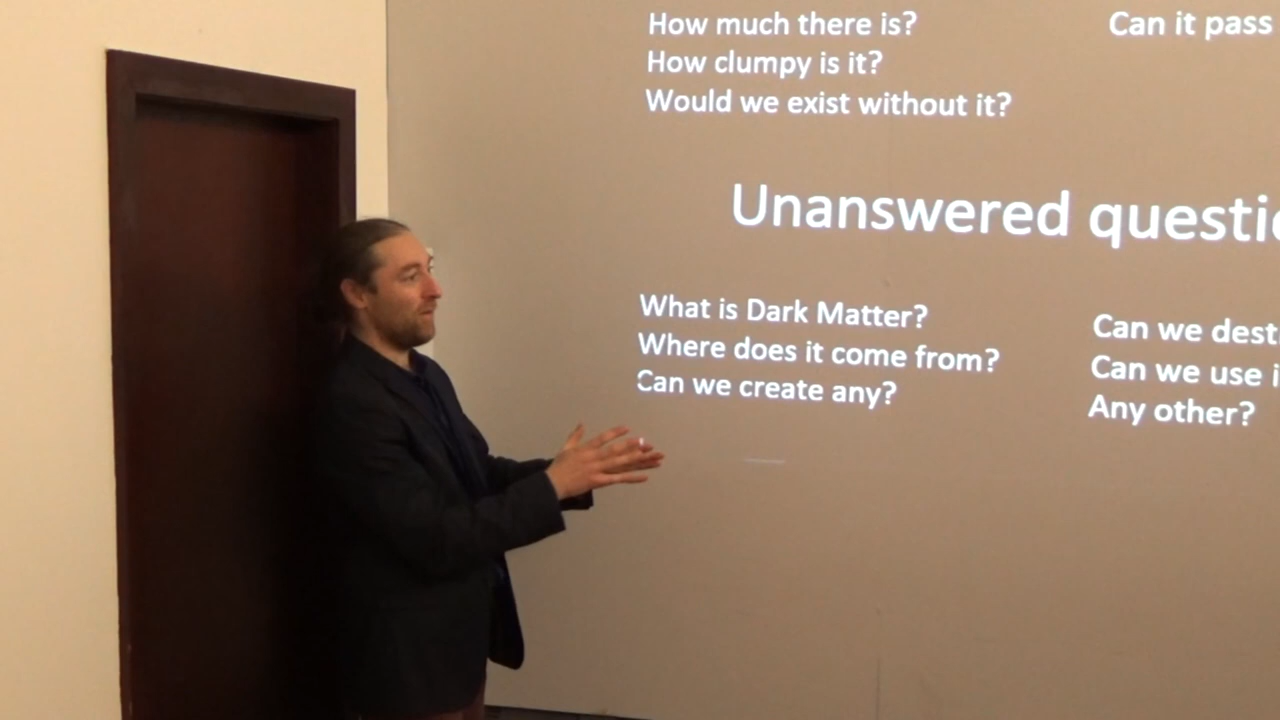 How much there is?
How clumpy is it?
Would we exist without it?
Can it pass
Unanswered
What is Dark Matter?
Where does it come from?
Can we create any?
Can we
Can we use
Any other?